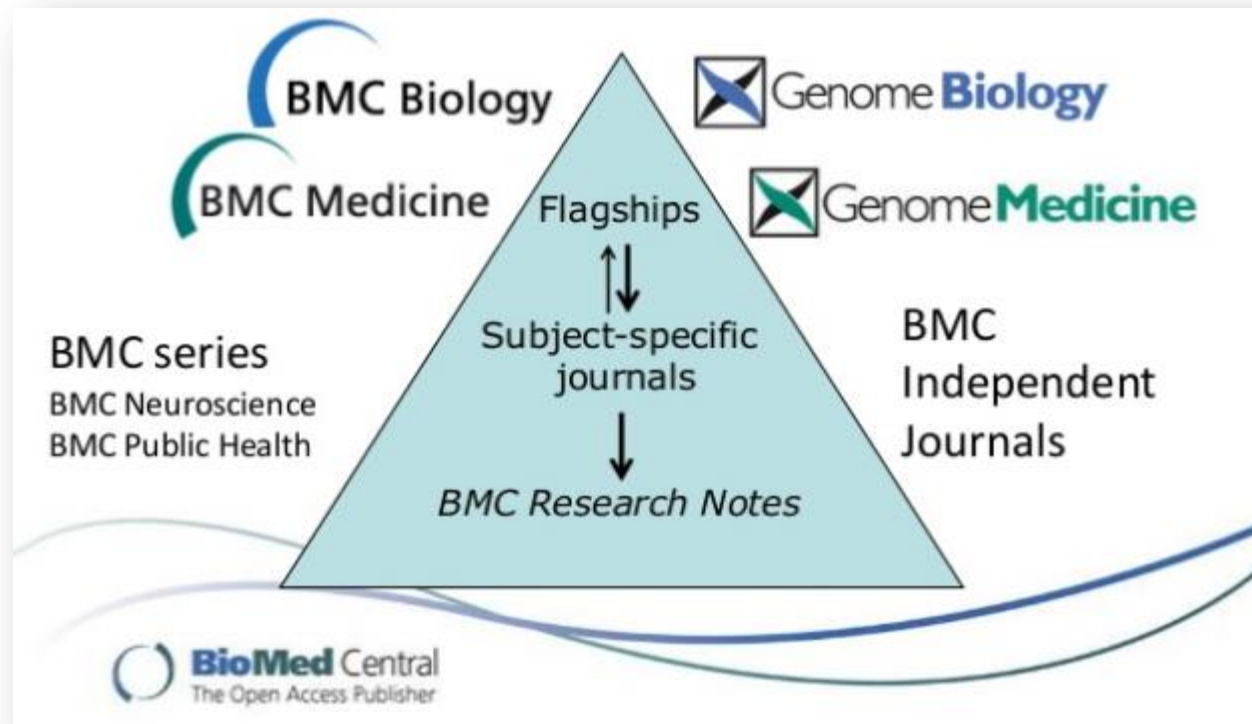 BMC Biology
Genome Biology
BMC Medicine
Genome Medicine
Flagships
Subject-specific
journals
BMC Research Notes
BMC series
BMC Neuroscience
BMC Public Health
BMC
Independent
Journals
BioMed Central
The Open Access Publisher